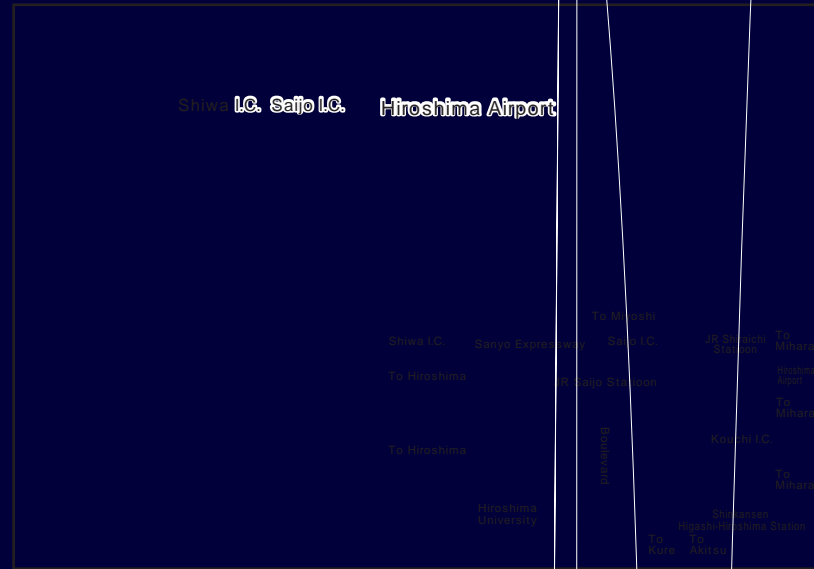 Shiwa I.C. Saijo I.C. Hiroshima Airport
To Miyoshi
Shiwa I.C. Sanyo Expressway Saijo I.C. JR Shiraichi
Statioon
To
Mihara
To Hiroshima JR Saijo Statioon
Hiroshima
Airport
To
Mihara
Boulevard
Kouchi I.C.
To Hiroshima
To
Mihara
Hiroshima
University
Shinkansen
Higashi-Hiroshima Station
To
Kure
To
Akitsu